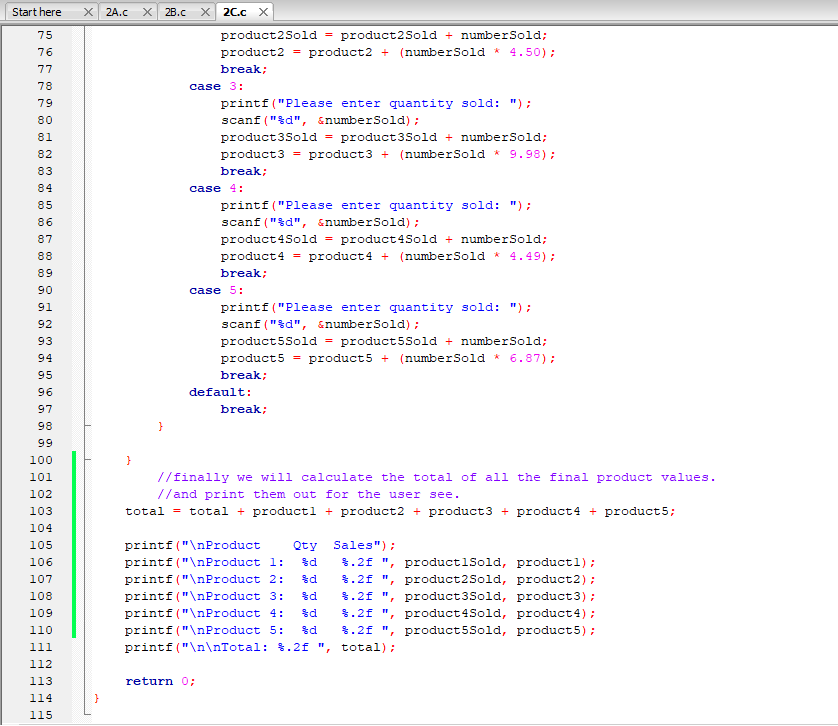 Start here 2A.c 2B.c 2C.c
75 product2Sold = product2Sold + numberSold;
76 product2 = product2 + (numberSold * 4.50);
77 break;
78 case 3:
79 printf("Please enter quantity sold: ");
80 scanf("%d", &numberSold);
81 product3Sold = product3Sold + numberSold;
82 product3 = product3 + (numberSold * 9.98);
83 break;
84 case 4:
85 printf("Please enter quantity sold: ");
86 scanf("%d", &numberSold);
87 product4Sold = product4Sold + numberSold;
88 product4 = product4 + (numberSold * 4.49);
89 break;
90 case 5:
91 printf("Please enter quantity sold: ");
92 scanf("%d", &numberSold);
93 product5Sold = product5Sold + numberSold;
94 product5 = product5 + (numberSold * 6.87);
95 break;
96 default:
97 break;
98 }
99
100 }
101 //finally we will calculate the total of all the final product values.
102 //and print them out for the user see.
103 total = total + product1 + product2 + product3 + product4 + product5;
104
105 printf("\nProduct    Qty  Sales");
106 printf("\nProduct 1:  %d   %.2f ", product1Sold, product1);
107 printf("\nProduct 2:  %d   %.2f ", product2Sold, product2);
108 printf("\nProduct 3:  %d   %.2f ", product3Sold, product3);
109 printf("\nProduct 4:  %d   %.2f ", product4Sold, product4);
110 printf("\nProduct 5:  %d   %.2f ", product5Sold, product5);
111 printf("\n\nTotal: %.2f ", total);
112
113 return 0;
114 }
115